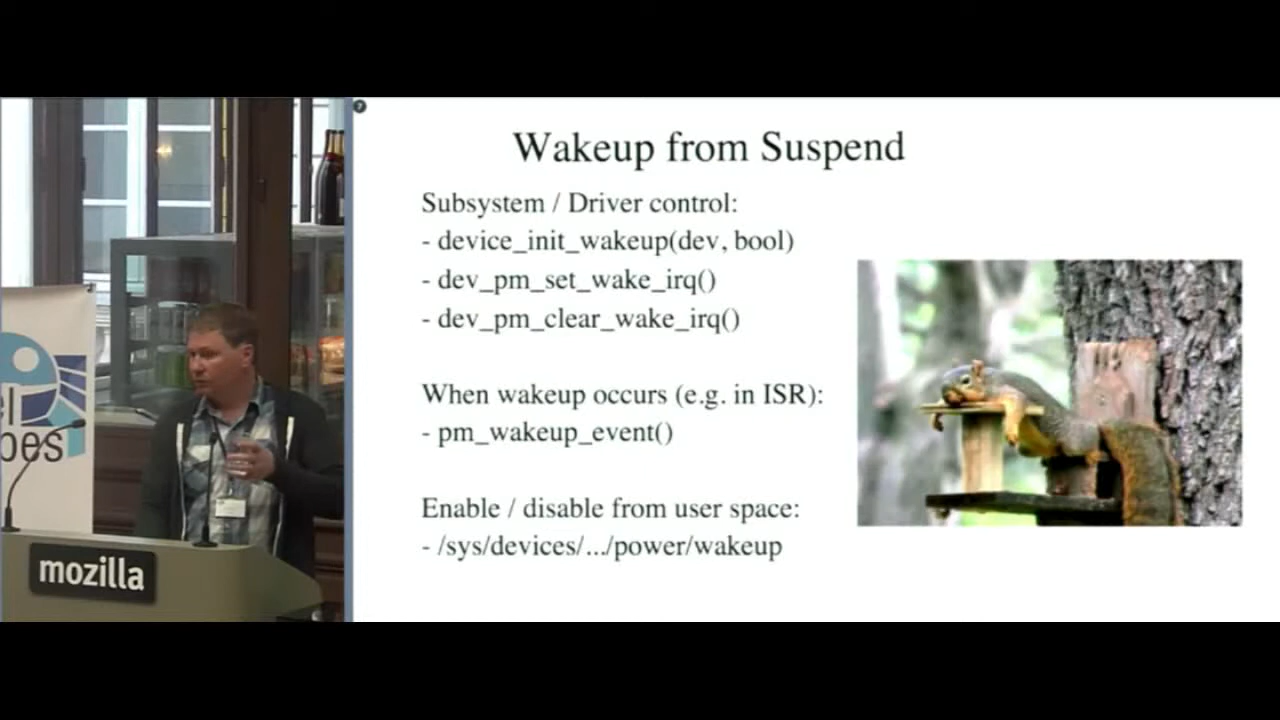 Wakeup from Suspend
Subsystem / Driver control:
- device_init_wakeup(dev, bool)
- dev_pm_set_wake_irq()
- dev_pm_clear_wake_irq()
When wakeup occurs (e.g. in ISR):
- pm_wakeup_event()
Enable / disable from user space:
- /sys/devices/.../power/wakeup
mozilla
7